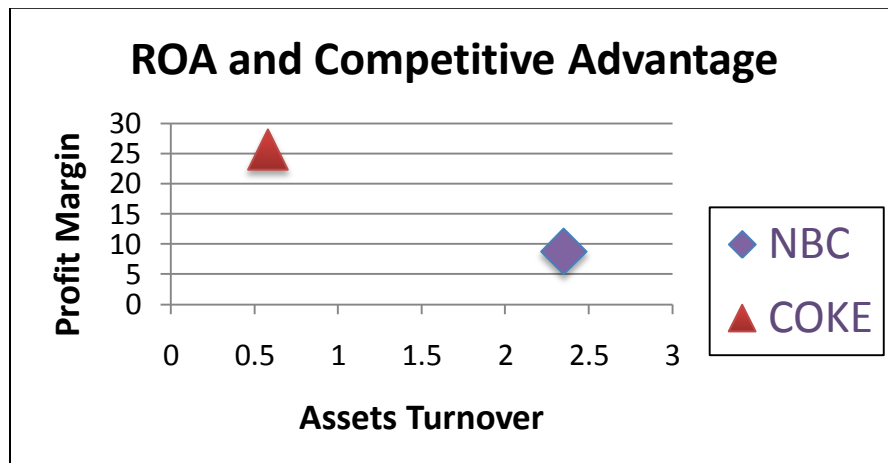 ROA and Competitive Advantage
Profit Margin
30
25
20
15
10
5
0
0 0.5 1 1.5 2 2.5 3
Assets Turnover
NBC
COKE